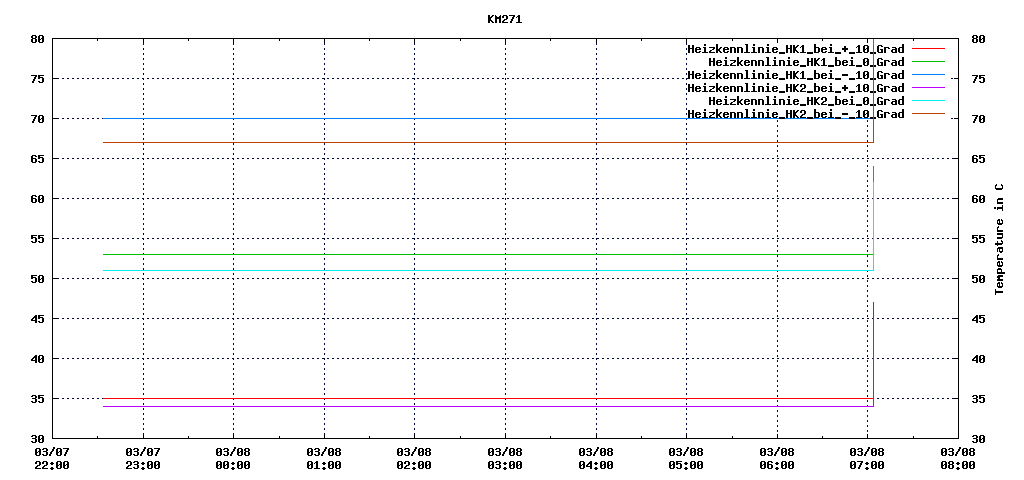 KM271
80 80
Heizkennlinie_HK1_bei_+_10_Grad
Heizkennlinie_HK1_bei_0_Grad
75 Heizkennlinie_HK1_bei_-_10_Grad 75
Heizkennlinie_HK2_bei_+_10_Grad
Heizkennlinie_HK2_bei_0_Grad
70 Heizkennlinie_HK2_bei_-_10_Grad 70
65 65
60 60
55 55
50 50
45 45
40 40
35 35
30 30
Temperature in C
03/07 03/07 03/08 03/08 03/08 03/08 03/08 03/08 03/08 03/08 03/08
22:00 23:00 00:00 01:00 02:00 03:00 04:00 05:00 06:00 07:00 08:00